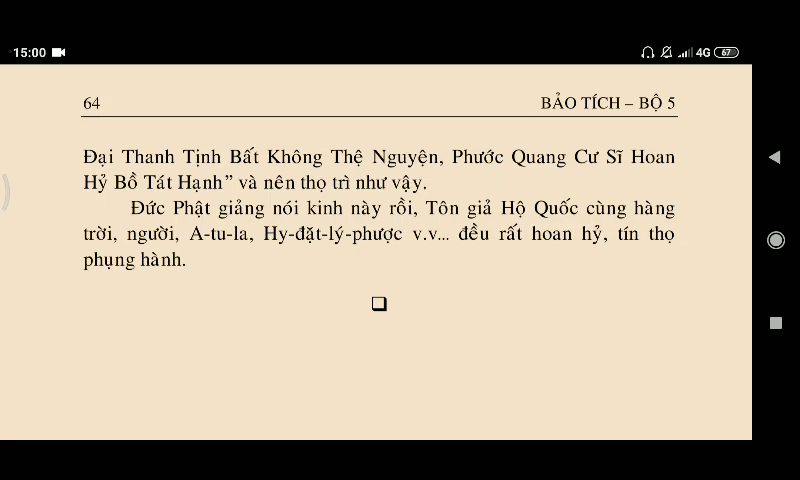 15:00
4G 67
64 BẢO TÍCH – BỘ 5
Đại Thanh Tịnh Bất Không Thệ Nguyện, Phước Quang Cư Sĩ Hoan
Hỷ Bồ Tát Hạnh” và nên thọ trì như vậy.
Đức Phật giảng nói kinh này rồi, Tôn giả Hộ Quốc cùng hàng
trời, người, A-tu-la, Hy-đặt-lý-phược v.v... đều rất hoan hỷ, tín thọ
phụng hành.